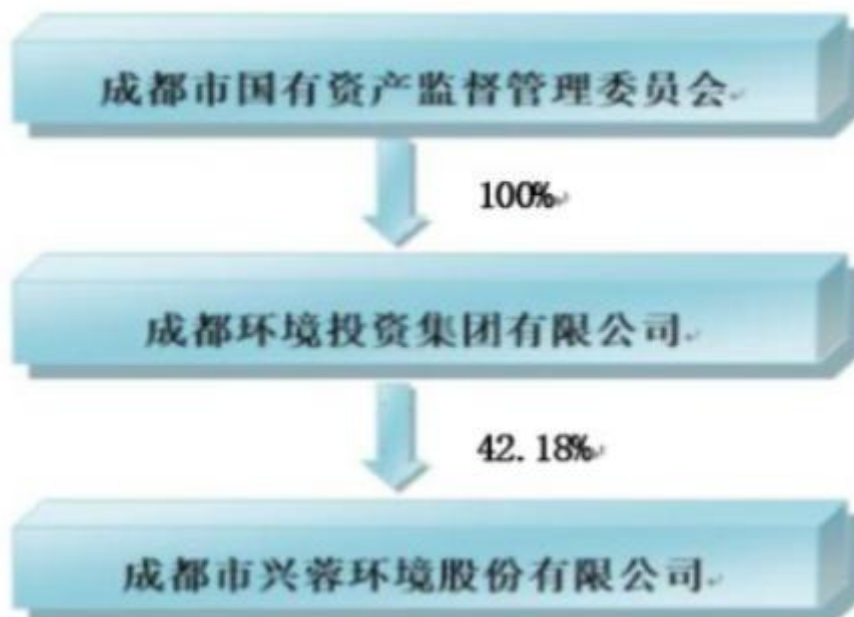 成都市国有资产监督管理委员会
100%
成都环境投资集团有限公司
42.18%
成都市兴蓉环境股份有限公司